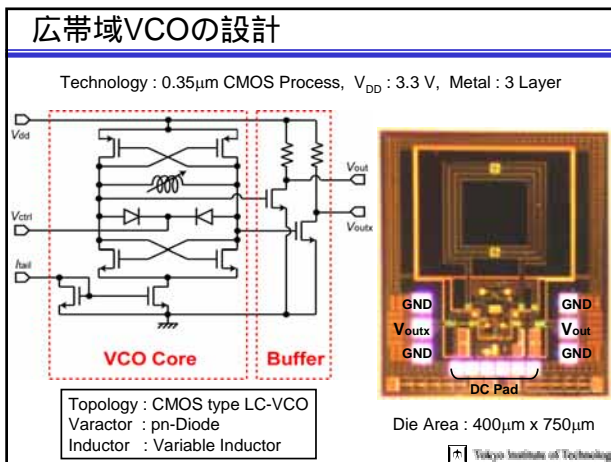 広帯域VCOの設計
Technology : 0.35μm CMOS Process, VDD : 3.3 V, Metal : 3 Layer
Vdd
Vctrl
Itail
Vout
Voutx
VCO Core
Buffer
GND
GND
Voutx
Vout
GND
GND
DC Pad
Topology : CMOS type LC-VCO
Varactor : pn-Diode
Inductor : Variable Inductor
Die Area : 400μm x 750μm
Tokyo Institute of Technology